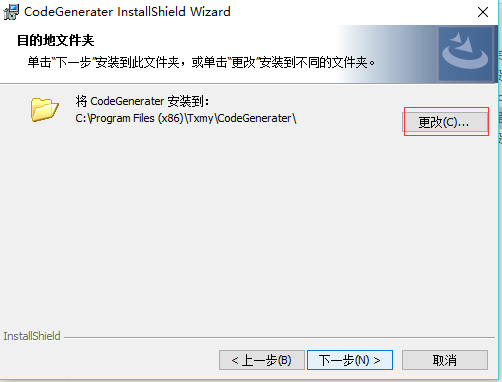 CodeGenerater InstallShield Wizard
目的地文件夹
单击“下一步”安装到此文件夹，或单击“更改”安装到不同的文件夹。
将 CodeGenerater 安装到：
C:\Program Files (x86)\Txmy\CodeGenerater\
更改(C)...
InstallShield
< 上一步(B)
下一步(N) >
取消